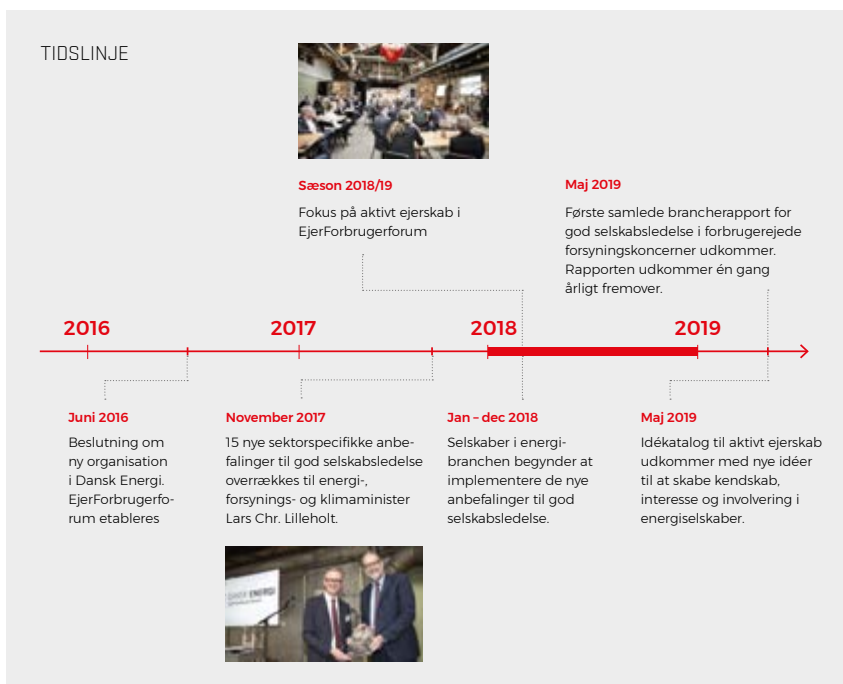 TIDSLINJE
Sæson 2018/19
Fokus på aktivt ejerskab i
EjerForbrugerforum
Maj 2019
Første samlede brancherapport for
god selskabsledelse i forbrugerejede
forsyningskoncerner udkommer.
Rapporten udkommer én gang
årligt fremover.
2016
2017
2018
2019
Juni 2016
Beslutning om
ny organisation
i Dansk Energi.
EjerForbrugerfo-
rum etableres
November 2017
15 nye sektorspecifikke anbe-
falinger til god selskabsledelse
overrækkes til energi-,
forsynings- og klimaminister
Lars Chr. Lilleholt.
Jan – dec 2018
Selskaber i energi-
branchen begynder at
implementere de nye
anbefalinger til god
selskabsledelse.
Maj 2019
Idékatalog til aktivt ejerskab
udkommer med nye idéer
til at skabe kendskab,
interesse og involvering i
energiselskaber.
DANSK ENERGI